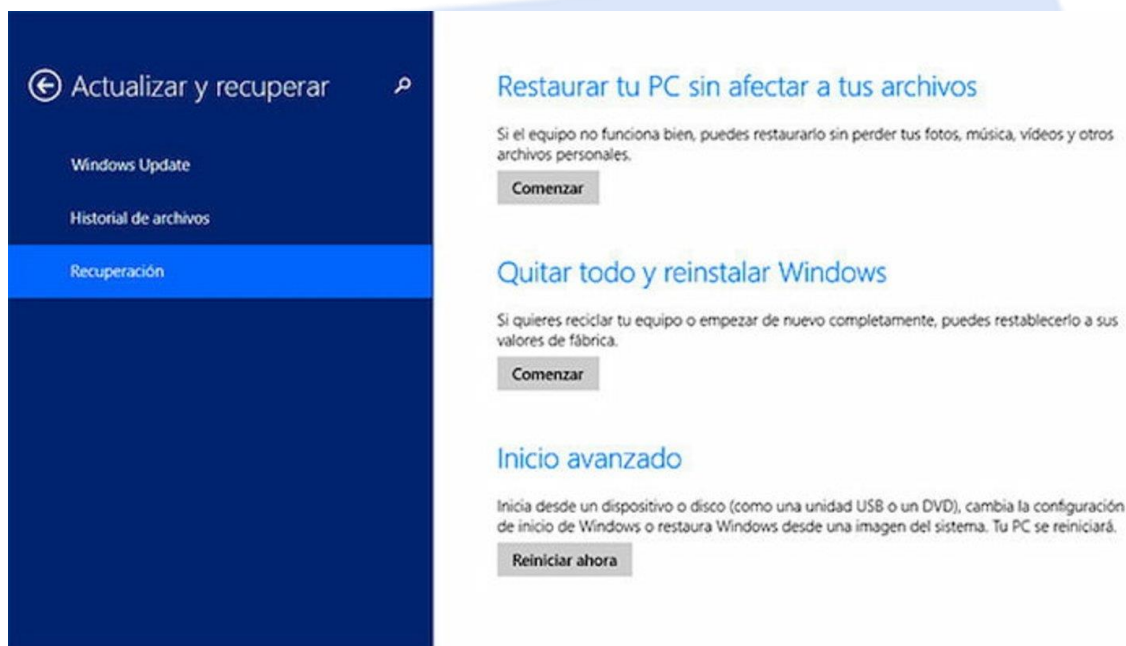 Actualizar y recuperar
Windows Update
Historial de archivos
Recuperación
Restaurar tu PC sin afectar a tus archivos
Si el equipo no funciona bien, puedes restaurarlo sin perder tus fotos, música, vídeos y otros
archivos personales.
Comenzar
Quitar todo y reinstalar Windows
Si quieres reciclar tu equipo o empezar de nuevo completamente, puedes restablecerlo a sus
valores de fábrica.
Comenzar
Inicio avanzado
Inicia desde un dispositivo o disco (como una unidad USB o un DVD), cambia la configuración
de inicio de Windows o restaura Windows desde una imagen del sistema. Tu PC se reiniciará.
Reiniciar ahora